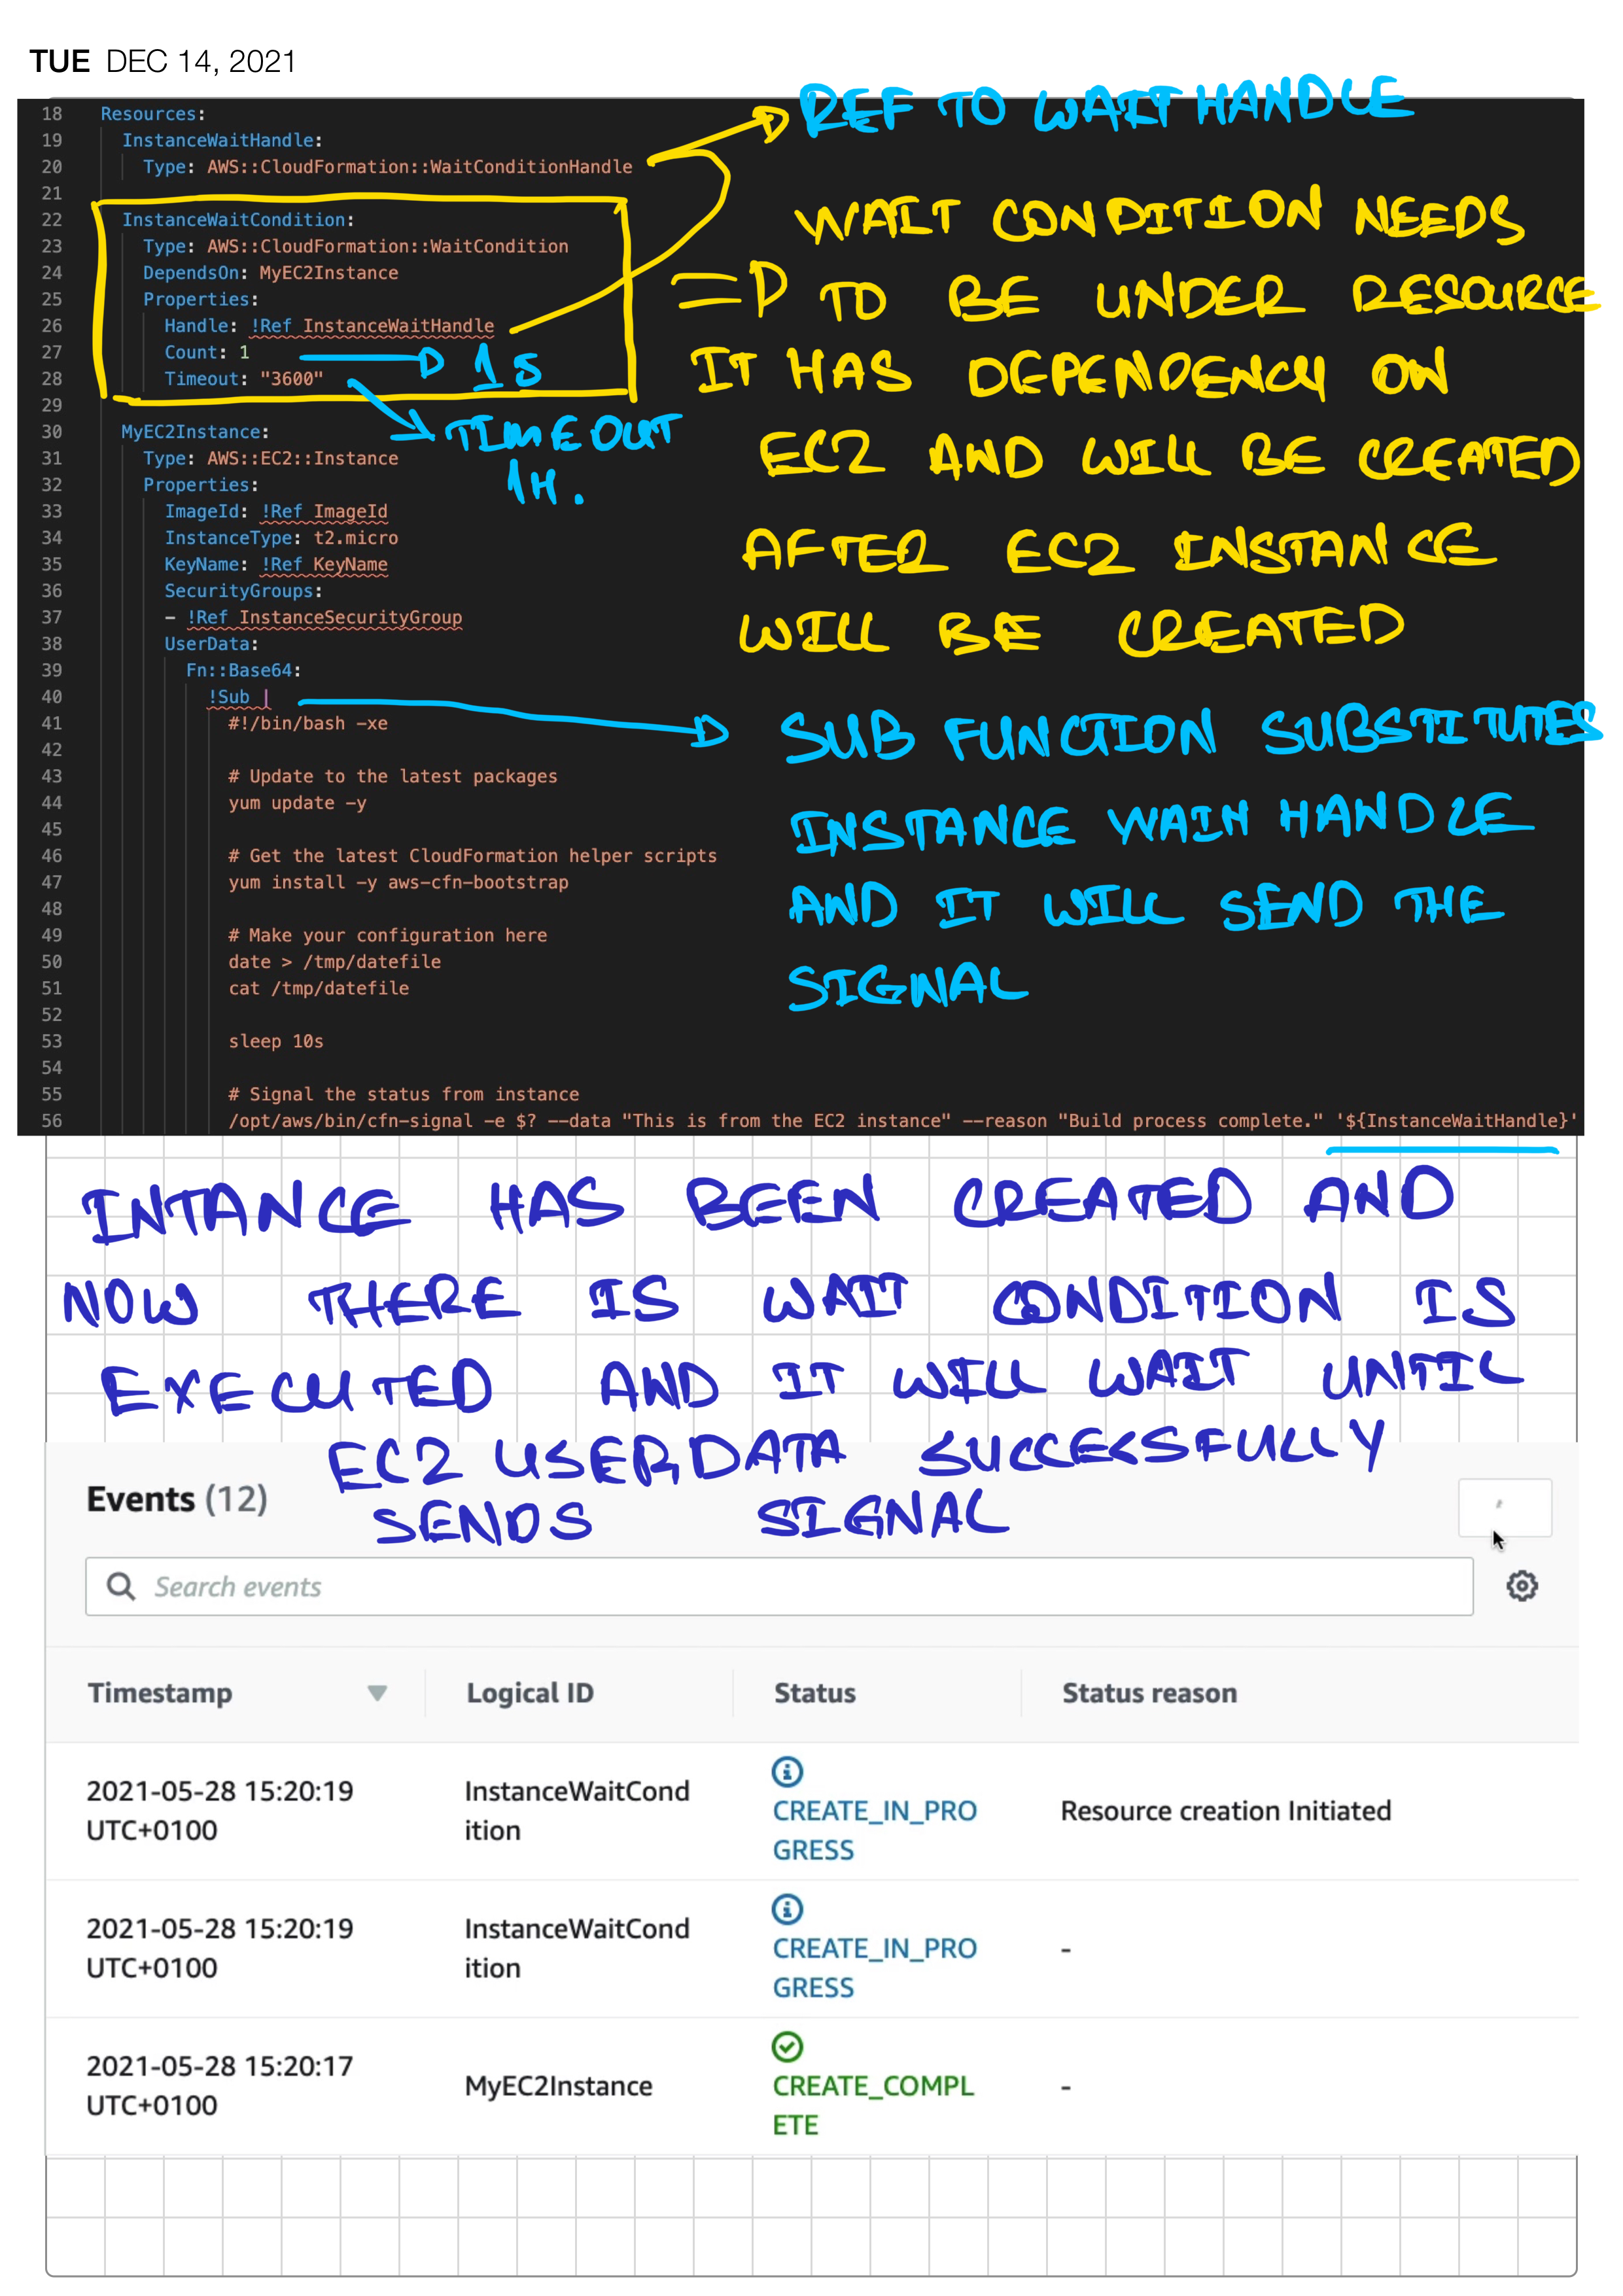 TUE DEC 14, 2021
REF TO WAIT HANDLE
18 Resources:
19 InstanceWaitHandle:
20 Type: AWS::CloudFormation::WaitConditionHandle
21
22 InstanceWaitCondition:
23 Type: AWS::CloudFormation::WaitCondition
24 DependsOn: MyEC2Instance
25 Properties:
26 Handle: !Ref InstanceWaitHandle
27 Count: 1
28 Timeout: "3600"
29
30 MyEC2Instance:
31 Type: AWS::EC2::Instance
32 Properties:
33 ImageId: !Ref ImageId
34 InstanceType: t2.micro
35 KeyName: !Ref KeyName
36 SecurityGroups:
37 - !Ref InstanceSecurityGroup
38 UserData:
39 Fn::Base64:
40 !Sub |
41 #!/bin/bash -xe
42
43 # Update to the latest packages
44 yum update -y
45
46 # Get the latest CloudFormation helper scripts
47 yum install -y aws-cfn-bootstrap
48
49 # Make your configuration here
50 date > /tmp/datefile
51 cat /tmp/datefile
52
53 sleep 10s
54
55 # Signal the status from instance
56 /opt/aws/bin/cfn-signal -e $? --data "This is from the EC2 instance" --reason "Build process complete." '${InstanceWaitHandle}'
1S
TIMEOUT
1H.
WAIT CONDITION NEEDS
=> TO BE UNDER RESOURCE
IT HAS DEPENDENCY ON
EC2 AND WILL BE CREATED
AFTER EC2 INSTANCE
WILL BE CREATED
SUB FUNCTION SUBSTITUTES
INSTANCE WAIN HANDLE
AND IT WILL SEND THE
SIGNAL
INTANCE HAS BEEN CREATED AND
NOW THERE IS WAIT CONDITION IS
EXECUTED AND IT WILL WAIT UNTIL
EC2 USERDATA SUCCESSFULLY
SENDS SIGNAL
Events (12)
Search events
Timestamp Logical ID Status Status reason
2021-05-28 15:20:19 InstanceWaitCond CREATE_IN_PRO Resource creation Initiated
UTC+0100 ition GRESS
2021-05-28 15:20:19 InstanceWaitCond CREATE_IN_PRO -
UTC+0100 ition GRESS
2021-05-28 15:20:17 MyEC2Instance CREATE_COMPL -
UTC+0100 ETE